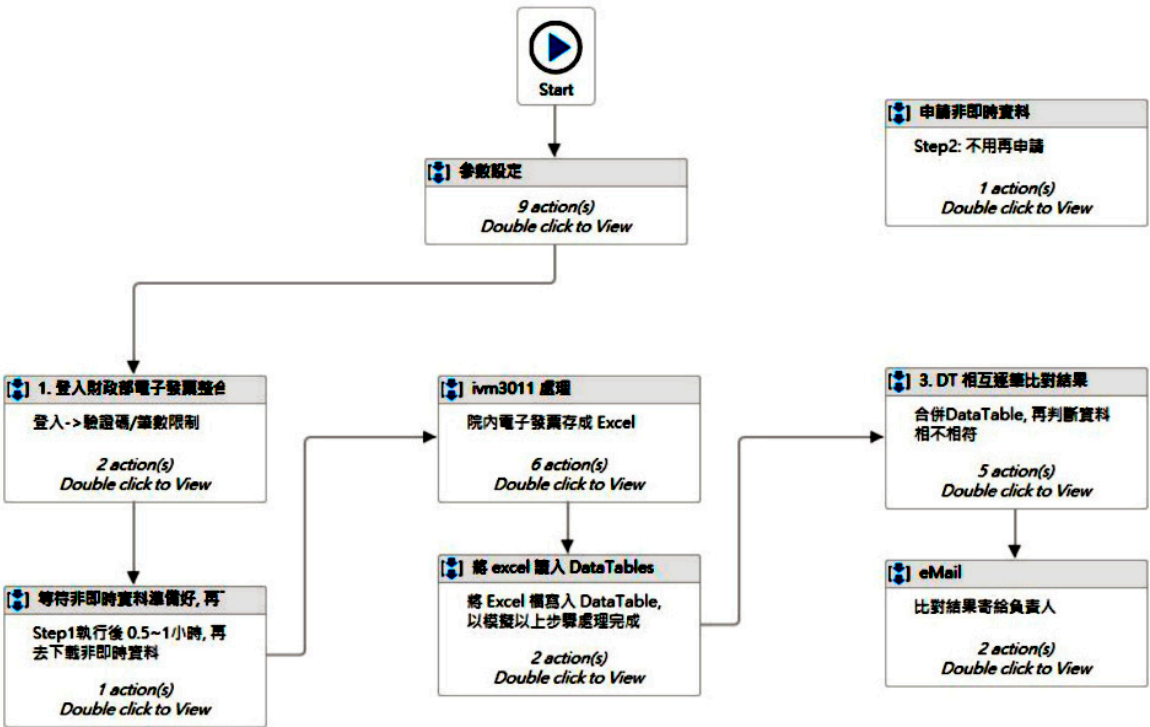 Start
參數設定
9 action(s)
Double click to View
申請非即時資料
Step2: 不用再申請
1 action(s)
Double click to View
1. 登入財政部電子發票整合
登入->驗證碼/筆數限制
2 action(s)
Double click to View
等待非即時資料準備好, 再
Step1執行後 0.5~1小時, 再
去下載非即時資料
1 action(s)
Double click to View
ivm3011 處理
院內電子發票存成 Excel
6 action(s)
Double click to View
將 excel 讀入 DataTables
將 Excel 檔寫入 DataTable,
以模擬以上步驟處理完成
2 action(s)
Double click to View
3. DT 相互逐筆比對結果
合併DataTable, 再判斷資料
相不相符
5 action(s)
Double click to View
eMail
比對結果寄給負責人
2 action(s)
Double click to View